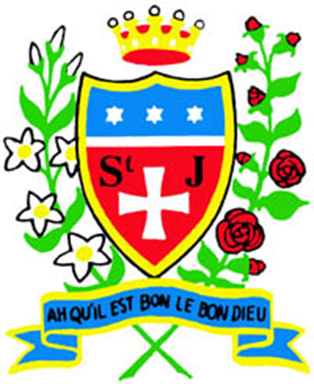 St J
AH QU'IL EST BON LE BON DIEU